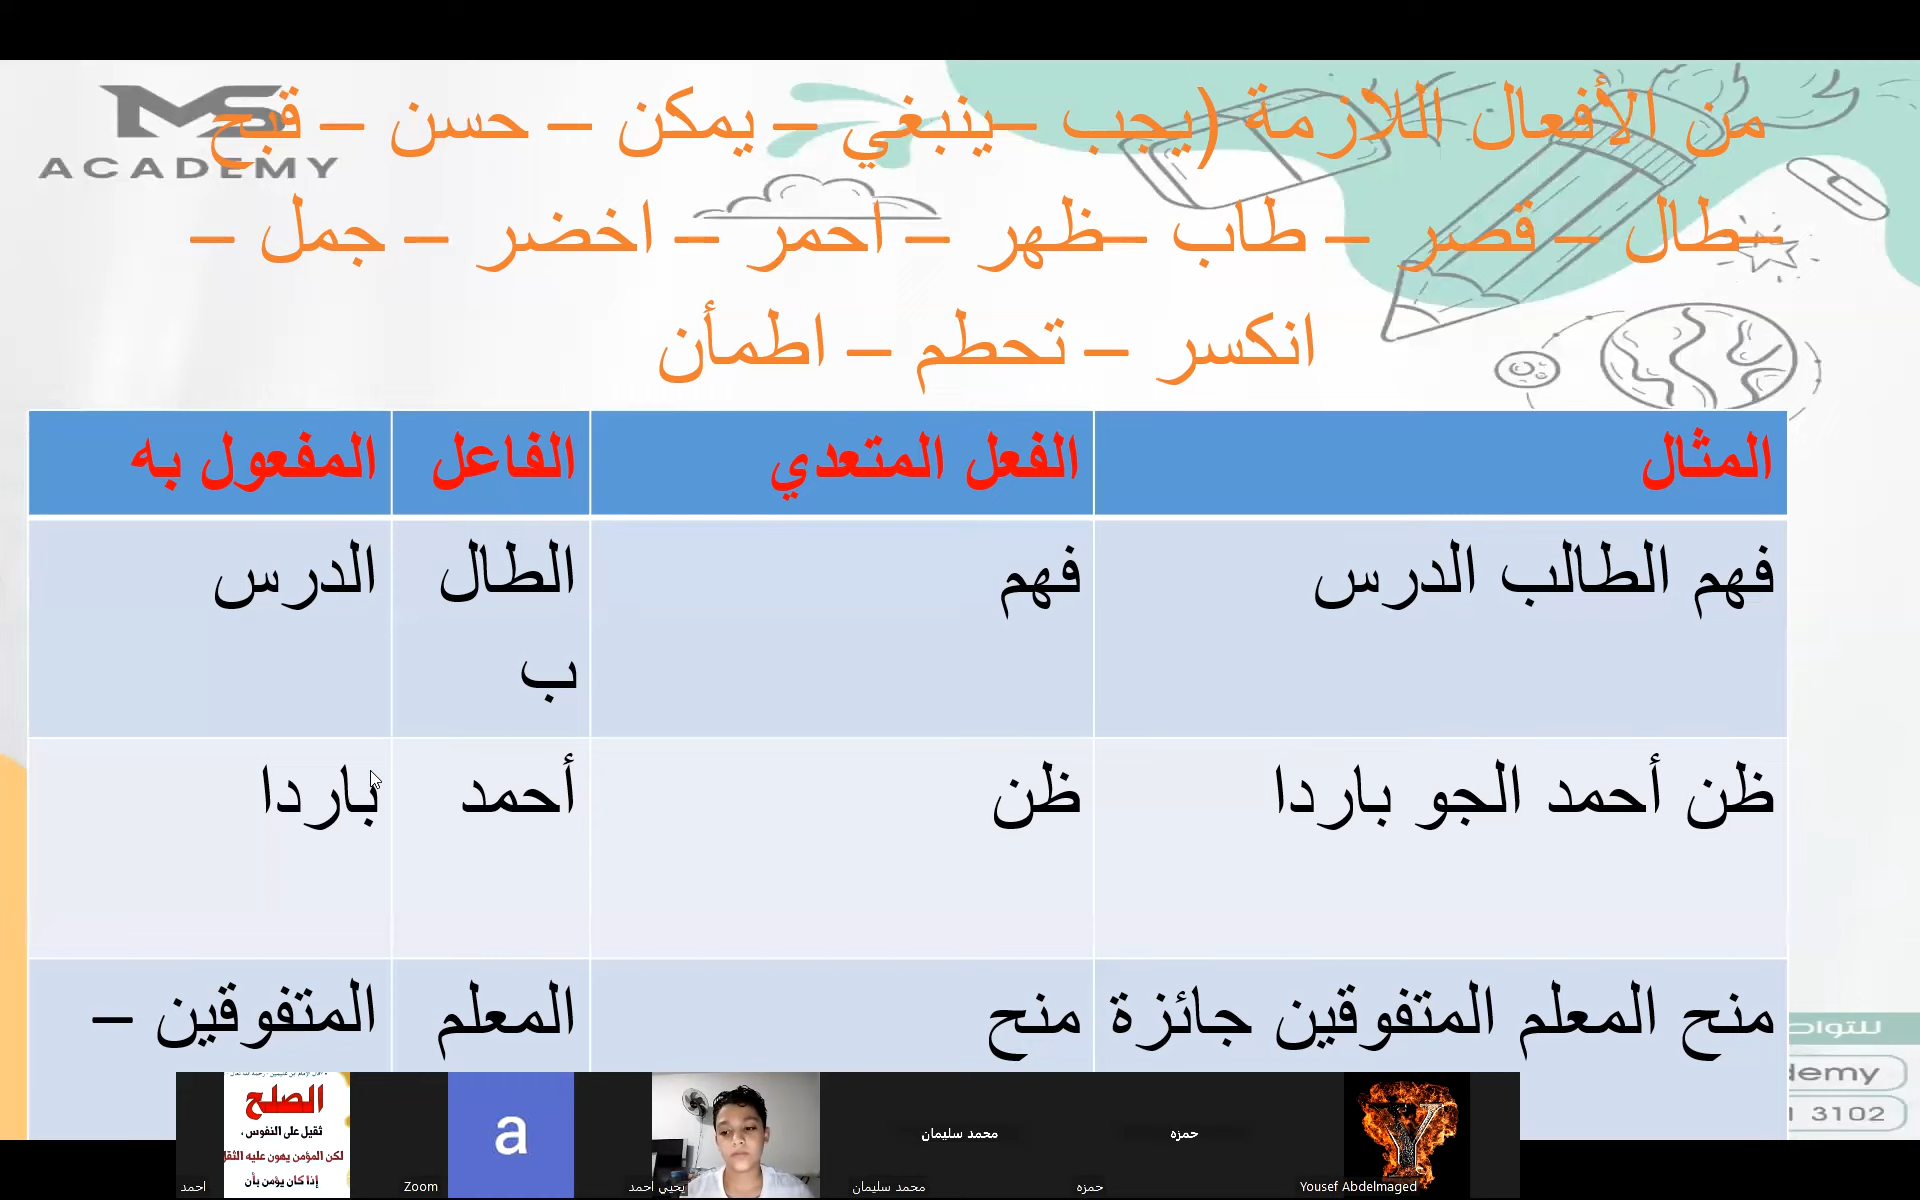 MS
ACADEMY
من الأفعال اللازمة (يجب –ينبغي – يمكن – حسن – قبح
–طال – قصر – طاب –ظهر – احمر – اخضر – جمل –
انكسر – تحطم – اطمأن
المثال الفعل المتعدي الفاعل المفعول به
فهم الطالب الدرس فهم الطال الدرس
ب
ظن أحمد الجو باردا ظن أحمد باردا
منح المعلم المتفوقين جائزة منح المعلم المتفوقين –
demy
3102
الصلح
ثقيل على النفوس ،
لكن المؤمن يهون عليه
إذا كان يؤمن بأن
احمد
Zoom
a
يحيي احمد
محمد سليمان
محمد سليمان
حمزه
حمزه
Y
Yousef Abdelmaged